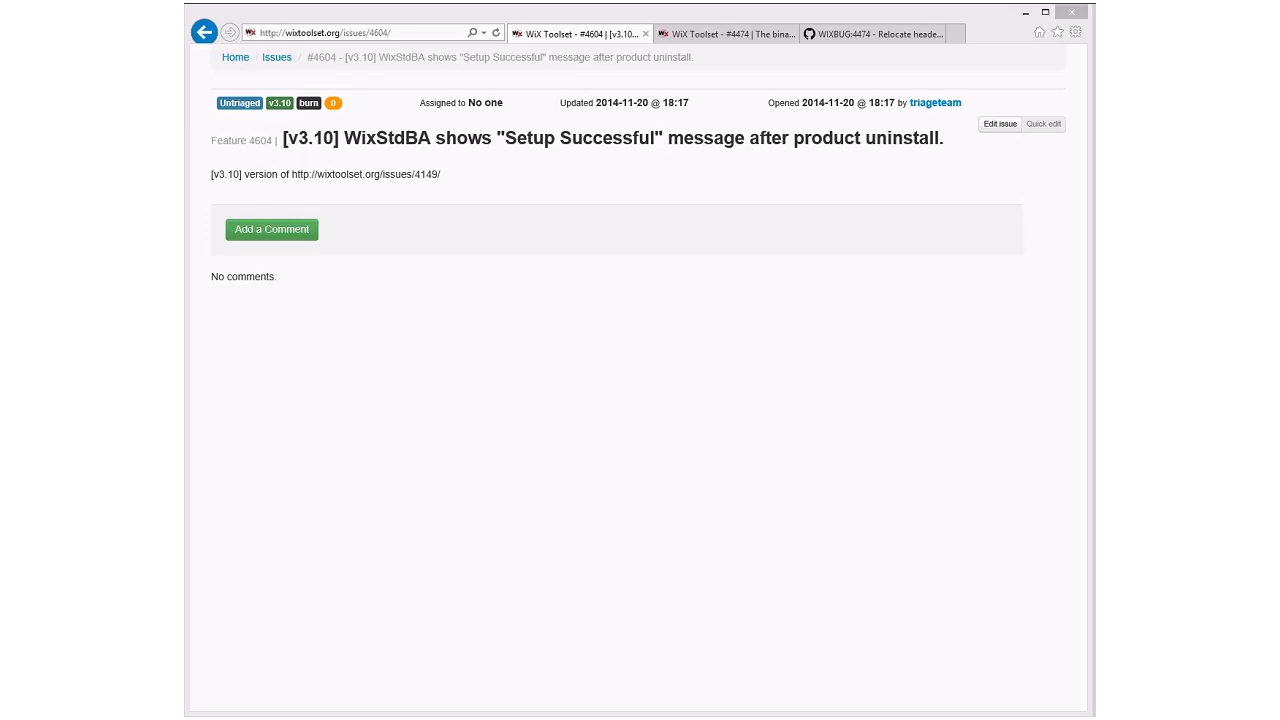 http://wixtoolset.org/issues/4604/
WiX Toolset - #4604 | [v3.10...
WiX Toolset - #4474 | The bina...
WIXBUG:4474 - Relocate heade...
Home / Issues / #4604 - [v3.10] WixStdBA shows "Setup Successful" message after product uninstall.
Untriaged v3.10 burn 0 Assigned to No one Updated 2014-11-20 @ 18:17 Opened 2014-11-20 @ 18:17 by triageteam
Edit issue Quick edit
Feature 4604 | [v3.10] WixStdBA shows "Setup Successful" message after product uninstall.
[v3.10] version of http://wixtoolset.org/issues/4149/
Add a Comment
No comments.